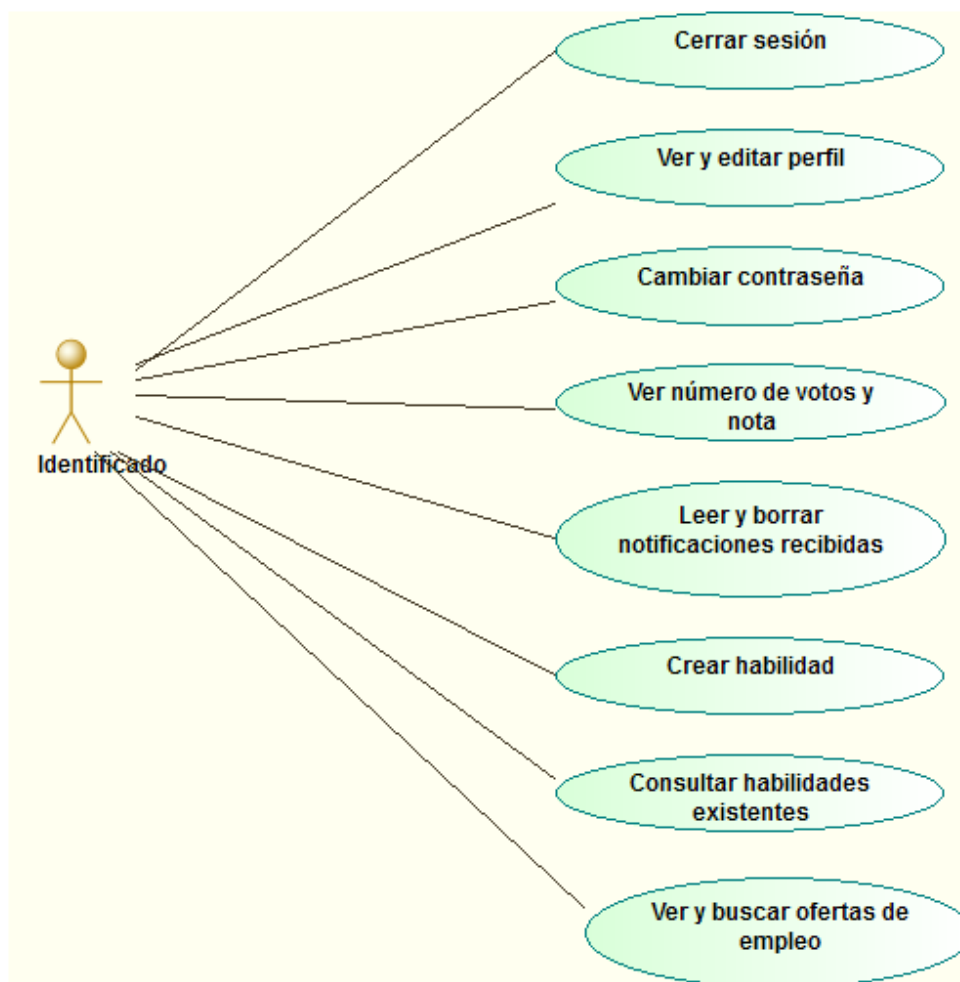 Cerrar sesión
Ver y editar perfil
Cambiar contraseña
Ver número de votos y
nota
Identificado
Leer y borrar
notificaciones recibidas
Crear habilidad
Consultar habilidades
existentes
Ver y buscar ofertas de
empleo